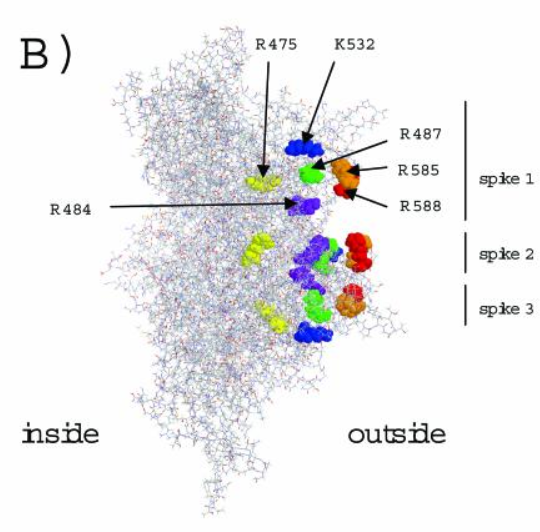 B)
R475 K532
R487
R585
R588
R484
spike 1
spike 2
spike 3
inside outside